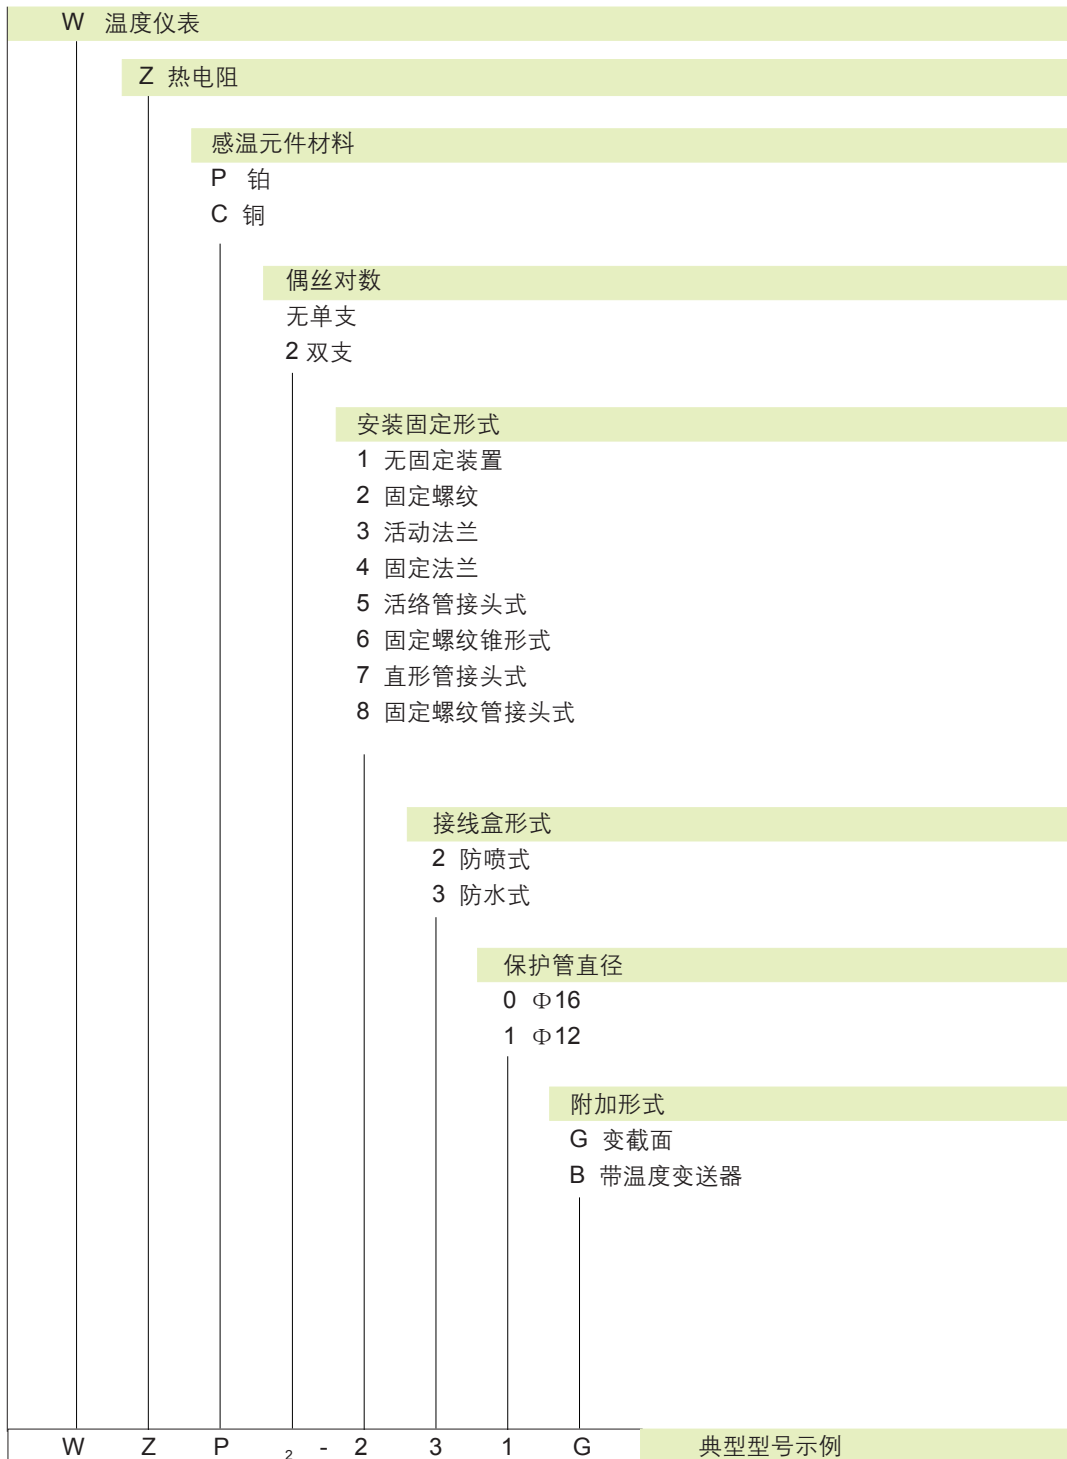 W 温度仪表
Z 热电阻
感温元件材料
P 铂
C 铜
偶丝对数
无单支
2 双支
安装固定形式
1 无固定装置
2 固定螺纹
3 活动法兰
4 固定法兰
5 活络管接头式
6 固定螺纹锥形式
7 直形管接头式
8 固定螺纹管接头式
接线盒形式
2 防喷式
3 防水式
保护管直径
0 Φ16
1 Φ12
附加形式
G 变截面
B 带温度变送器
W Z P 2 - 2 3 1 G 典型型号示例